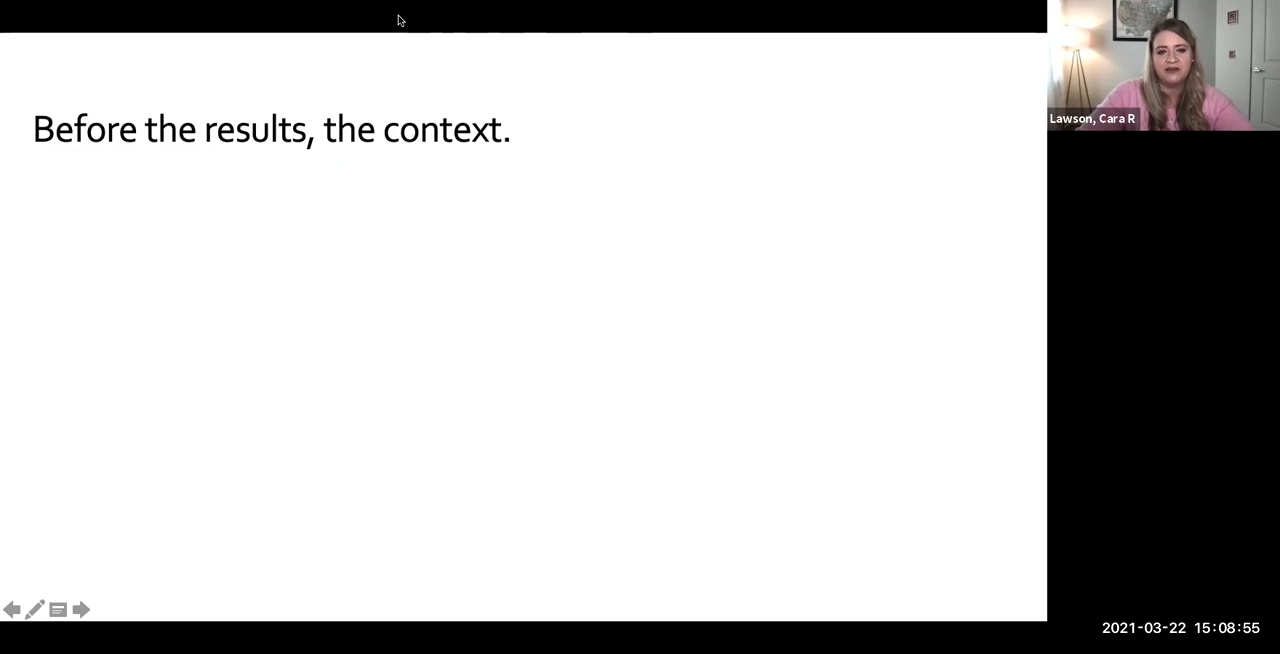 Before the results, the context.
Lawson, Cara R
2021-03-22 15:08:55